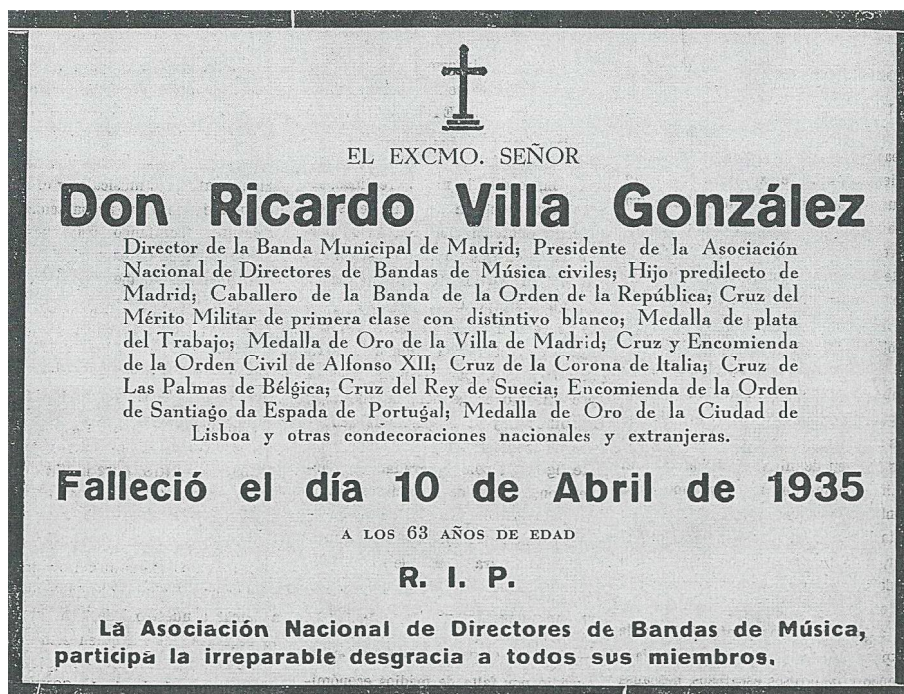 EL EXCMO. SEÑOR
Don Ricardo Villa González
Director de la Banda Municipal de Madrid; Presidente de la Asociación
Nacional de Directores de Bandas de Música civiles; Hijo predilecto de
Madrid; Caballero de la Banda de la Orden de la República; Cruz del
Mérito Militar de primera clase con distintivo blanco; Medalla de plata
del Trabajo; Medalla de Oro de la Villa de Madrid; Cruz y Encomienda
de la Orden Civil de Alfonso XII; Cruz de la Corona de Italia; Cruz de
Las Palmas de Bélgica; Cruz del Rey de Suecia; Encomienda de la Orden
de Santiago da Espada de Portugal; Medalla de Oro de la Ciudad de
Lisboa y otras condecoraciones nacionales y extranjeras.
Falleció el día 10 de Abril de 1935
A LOS 63 AÑOS DE EDAD
R. I. P.
La Asociación Nacional de Directores de Bandas de Música,
participa la irreparable desgracia a todos sus miembros.